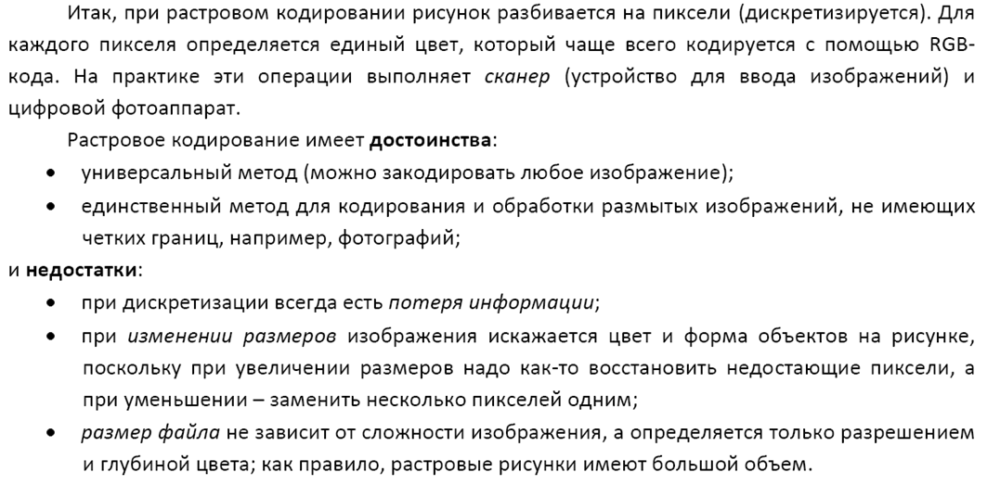 Итак, при растровом кодировании рисунок разбивается на пиксели (дискретизируется). Для
каждого пикселя определяется единый цвет, который чаще всего кодируется с помощью RGB-
кода. На практике эти операции выполняет сканер (устройство для ввода изображений) и
цифровой фотоаппарат.
Растровое кодирование имеет достоинства:
• универсальный метод (можно закодировать любое изображение);
• единственный метод для кодирования и обработки размытых изображений, не имеющих
четких границ, например, фотографий;
и недостатки:
• при дискретизации всегда есть потеря информации;
• при изменении размеров изображения искажается цвет и форма объектов на рисунке,
поскольку при увеличении размеров надо как-то восстановить недостающие пиксели, а
при уменьшении – заменить несколько пикселей одним;
• размер файла не зависит от сложности изображения, а определяется только разрешением
и глубиной цвета; как правило, растровые рисунки имеют большой объем.